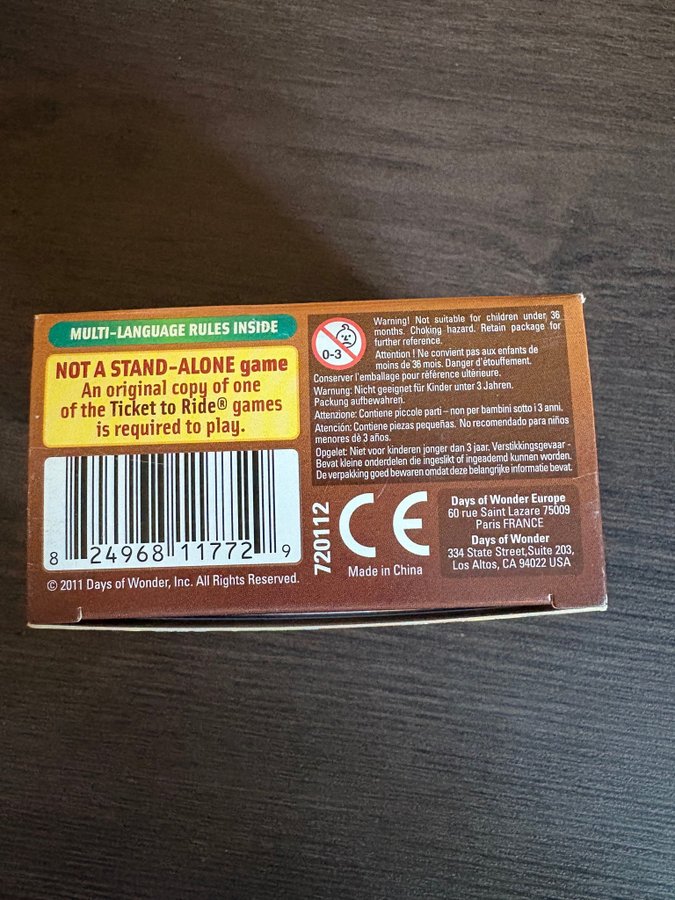 MULTI-LANGUAGE RULES INSIDE
NOT A STAND-ALONE game
An original copy of one
of the Ticket to Ride® games
is required to play.
8 24968 11772 9
© 2011 Days of Wonder, Inc. All Rights Reserved.
0-3
Warning! Not suitable for children under 36
months. Choking hazard. Retain package for
further reference.
Attention ! Ne convient pas aux enfants de
moins de 36 mois. Danger d'étouffement.
Conserver l'emballage pour référence ultérieure.
Warnung: Nicht geeignet für Kinder unter 3 Jahren.
Packung aufbewahren.
Attenzione: Contiene piccole parti – non per bambini sotto i 3 anni.
Atención: Contiene piezas pequeñas. No recomendado para niños
menores de 3 años.
Opgelet: Niet voor kinderen jonger dan 3 jaar. Verstikkingsgevaar -
Bevat kleine onderdelen die ingeslikt of ingeademd kunnen worden.
De verpakking goed bewaren omdat deze belangrijke informatie bevat.
720112
CE
Made in China
Days of Wonder Europe
60 rue Saint Lazare 75009
Paris FRANCE
Days of Wonder
334 State Street,Suite 203,
Los Altos, CA 94022 USA